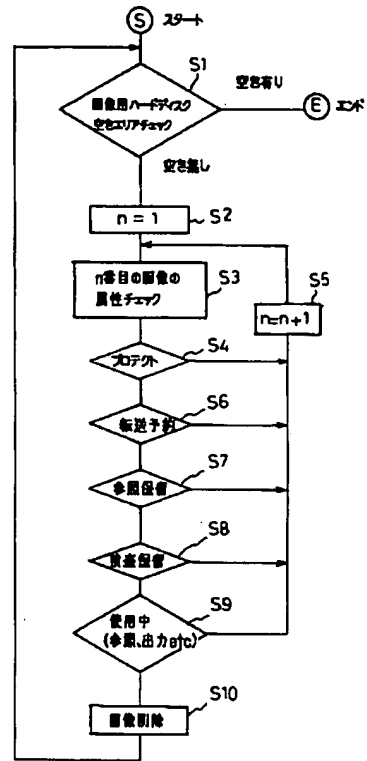 S スタート
S1
画像用ハードディスク
空きエリアチェック
空き有り
E エンド
空き無し
n = 1
S2
n番目の画像の
属性チェック
S3
n=n+1
S5
プロテクト
S4
転送予約
S6
参照保留
S7
検査保留
S8
使用中
(参照、出力etc)
S9
画像削除
S10